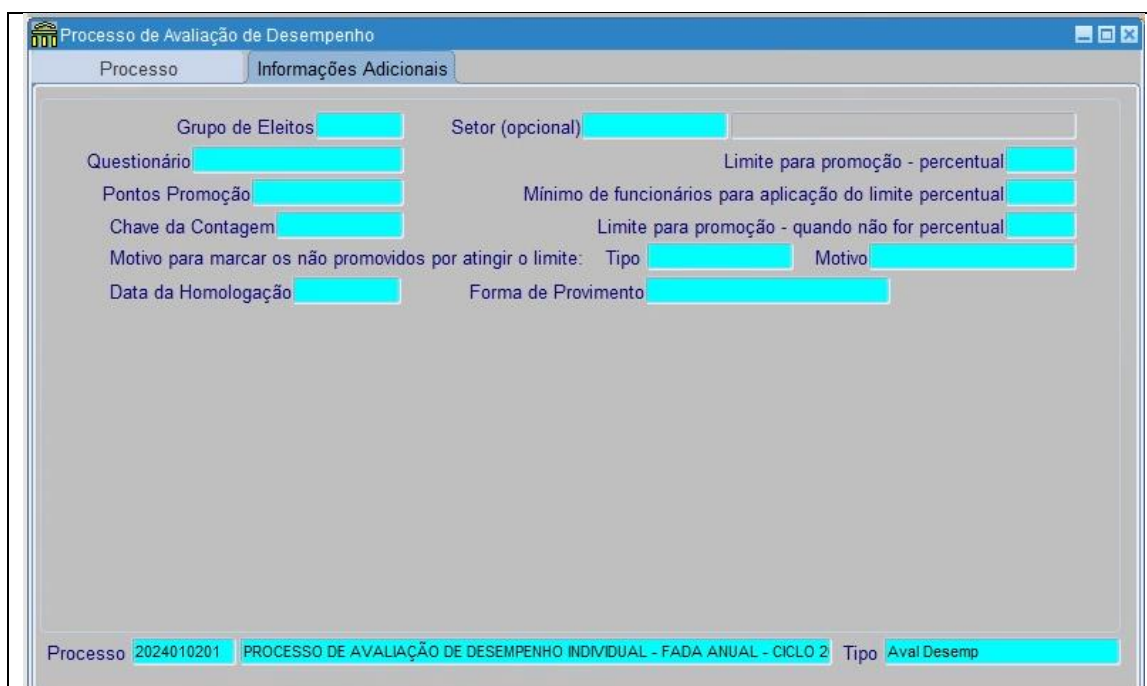 Processo de Avaliação de Desempenho
Processo Informações Adicionais
Grupo de Eleitos Setor (opcional)
Questionário Limite para promoção - percentual
Pontos Promoção Mínimo de funcionários para aplicação do limite percentual
Chave da Contagem Limite para promoção - quando não for percentual
Motivo para marcar os não promovidos por atingir o limite: Tipo Motivo
Data da Homologação Forma de Provimento
Processo 2024010201 PROCESSO DE AVALIAÇÃO DE DESEMPENHO INDIVIDUAL - FADA ANUAL - CICLO 2 Tipo Aval Desemp